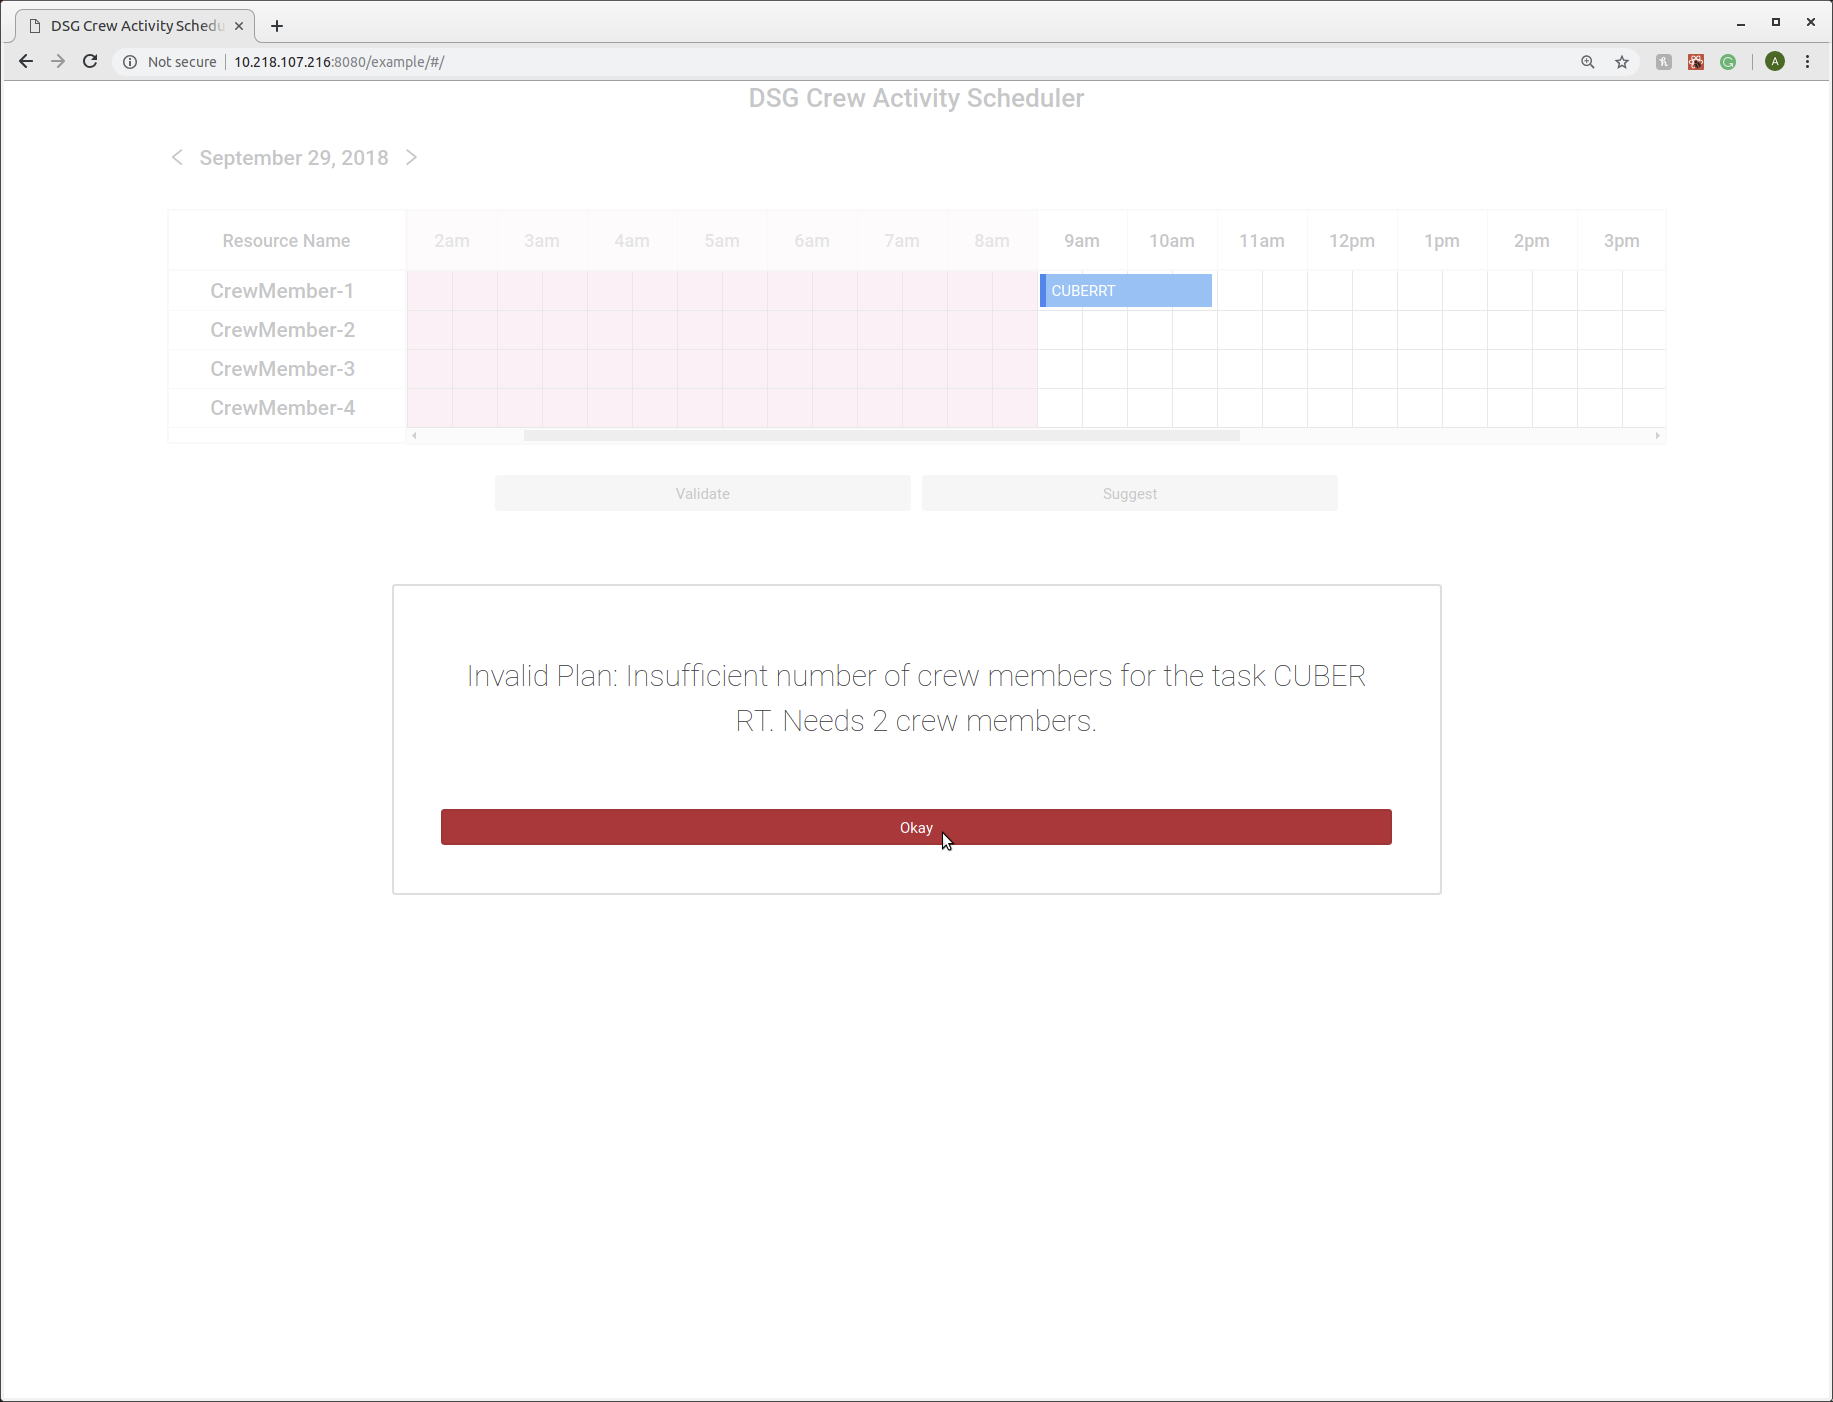 DSG Crew Activity Schedu
Not secure 10.218.107.216:8080/example/#/
A
DSG Crew Activity Scheduler
September 29, 2018
Resource Name 2am 3am 4am 5am 6am 7am 8am 9am 10am 11am 12pm 1pm 2pm 3pm
CrewMember-1 CUBERRT
CrewMember-2
CrewMember-3
CrewMember-4
Validate Suggest
Invalid Plan: Insufficient number of crew members for the task CUBER
RT. Needs 2 crew members.
Okay